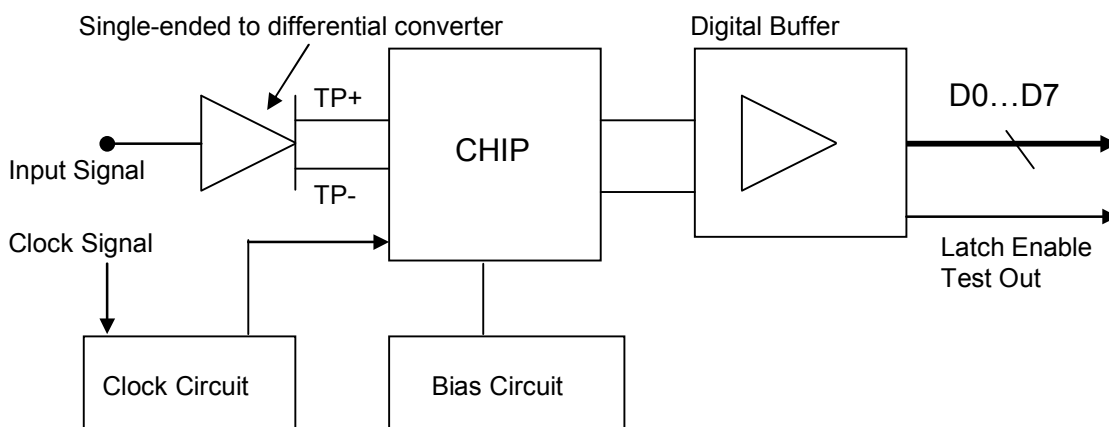 Single-ended to differential converter
Digital Buffer
TP+
D0…D7
CHIP
Input Signal
TP-
Clock Signal
Latch Enable
Test Out
Clock Circuit
Bias Circuit